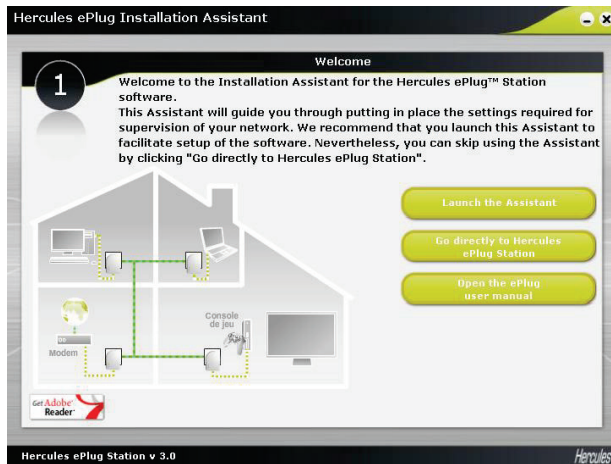 Hercules ePlug Installation Assistant
Welcome
1
Welcome to the Installation Assistant for the Hercules ePlug™ Station
software.
This Assistant will guide you through putting in place the settings required for
supervision of your network. We recommend that you launch this Assistant to
facilitate setup of the software. Nevertheless, you can skip using the Assistant
by clicking "Go directly to Hercules ePlug Station".
Launch the Assistant
Go directly to Hercules
ePlug Station
Open the ePlug
user manual
Console
de jeu
Modem
Get Adobe®
Reader®
Hercules ePlug Station v 3.0
Hercules